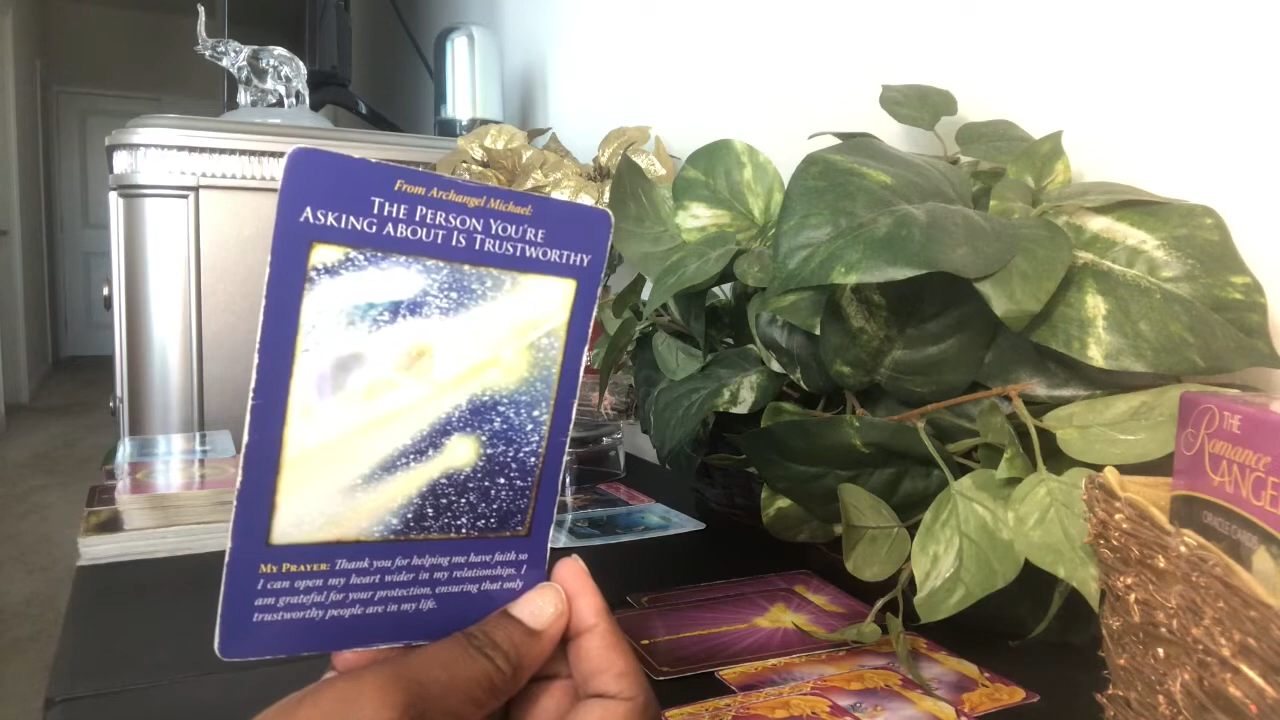 From Archangel Michael:
THE PERSON YOU'RE
ASKING ABOUT IS TRUSTWORTHY
MY PRAYER: Thank you for helping me have faith so
I can open my heart wider in my relationships. I
am grateful for your protection, ensuring that only
trustworthy people are in my life.
THE
Romance
ANGE
ORACLE CARDS